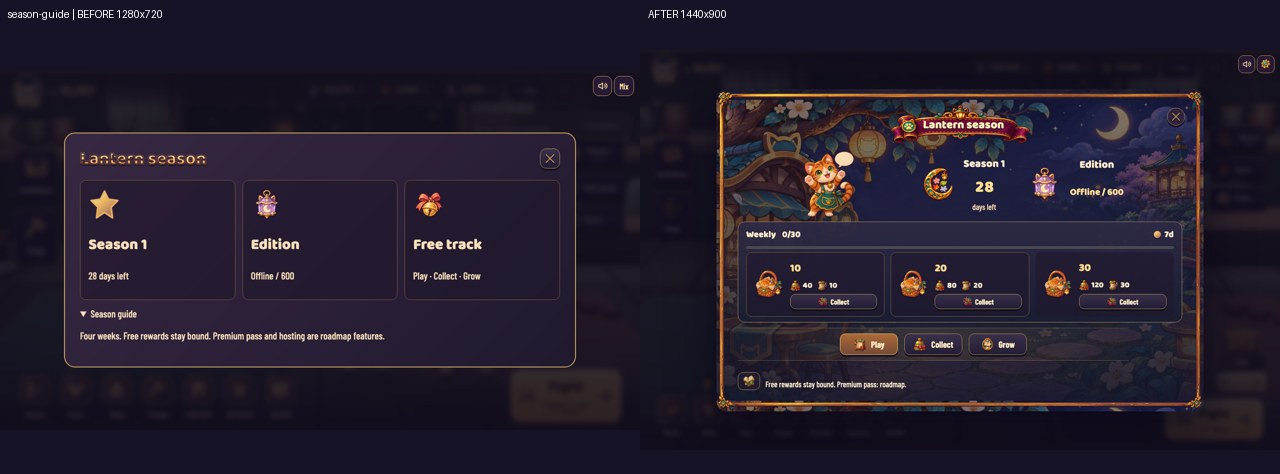 season-guide | BEFORE 1280x720
AFTER 1440x900
Mix
Lantern season
Season 1
28 days left
Edition
Offline / 600
Free track
Play · Collect · Grow
▼ Season guide
Four weeks. Free rewards stay bound. Premium pass and hosting are roadmap features.
Lantern season
Season 1
28
days left
Edition
Offline / 600
Weekly 0/30
7d
10
40 10
Collect
20
80 20
Collect
30
120 30
Collect
Play
Collect
Grow
Free rewards stay bound. Premium pass: roadmap.